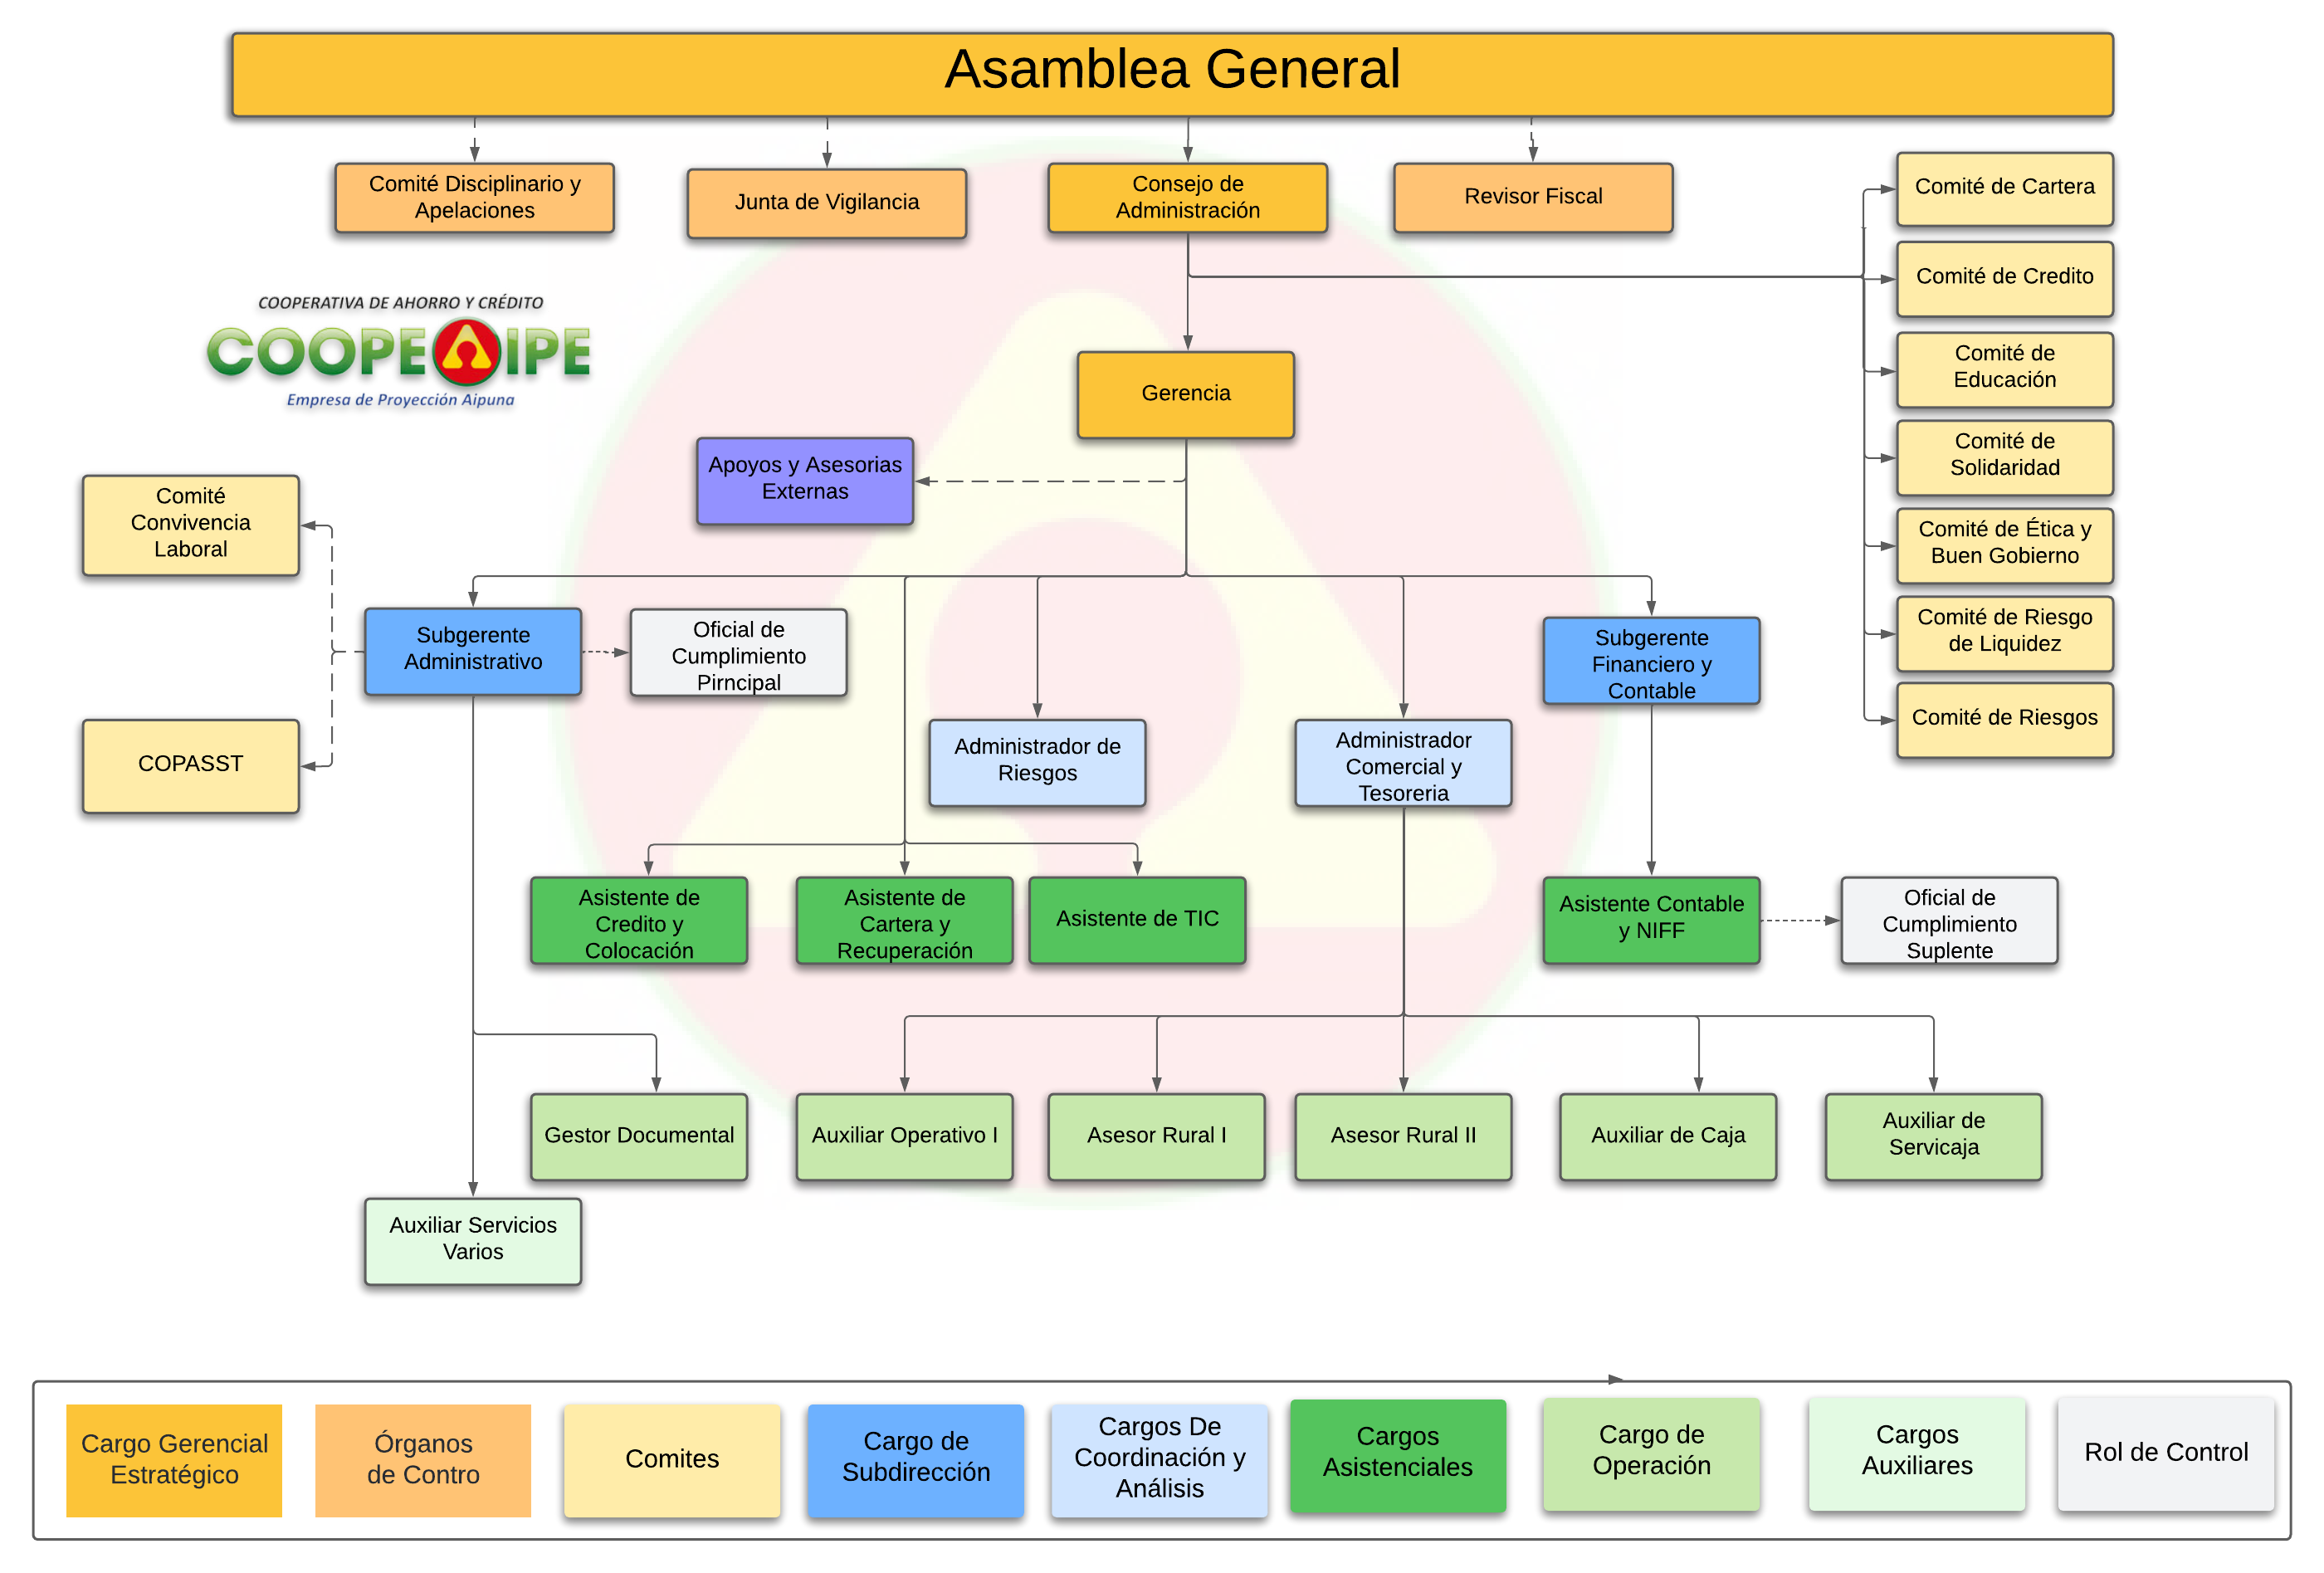 Asamblea General
Comité Disciplinario y
Apelaciones
Junta de Vigilancia
Consejo de
Administración
Revisor Fiscal
Comité de Cartera
Comité de Credito
Comité de
Educación
Comité de
Solidaridad
Comité de Ética y
Buen Gobierno
Comité de Riesgo
de Liquidez
Comité de Riesgos
COOPERATIVA DE AHORRO Y CRÉDITO
COOPEAIPE
Empresa de Proyección Aipuna
Gerencia
Apoyos y Asesorias
Externas
Comité
Convivencia
Laboral
COPASST
Subgerente
Administrativo
Oficial de
Cumplimiento
Pirncipal
Administrador de
Riesgos
Administrador
Comercial y
Tesoreria
Subgerente
Financiero y
Contable
Asistente de
Credito y
Colocación
Asistente de
Cartera y
Recuperación
Asistente de TIC
Asistente Contable
y NIFF
Oficial de
Cumplimiento
Suplente
Gestor Documental
Auxiliar Operativo I
Asesor Rural I
Asesor Rural II
Auxiliar de Caja
Auxiliar de
Servicaja
Auxiliar Servicios
Varios
Cargo Gerencial
Estratégico
Órganos
de Contro
Comites
Cargo de
Subdirección
Cargos De
Coordinación y
Análisis
Cargos
Asistenciales
Cargo de
Operación
Cargos
Auxiliares
Rol de Control